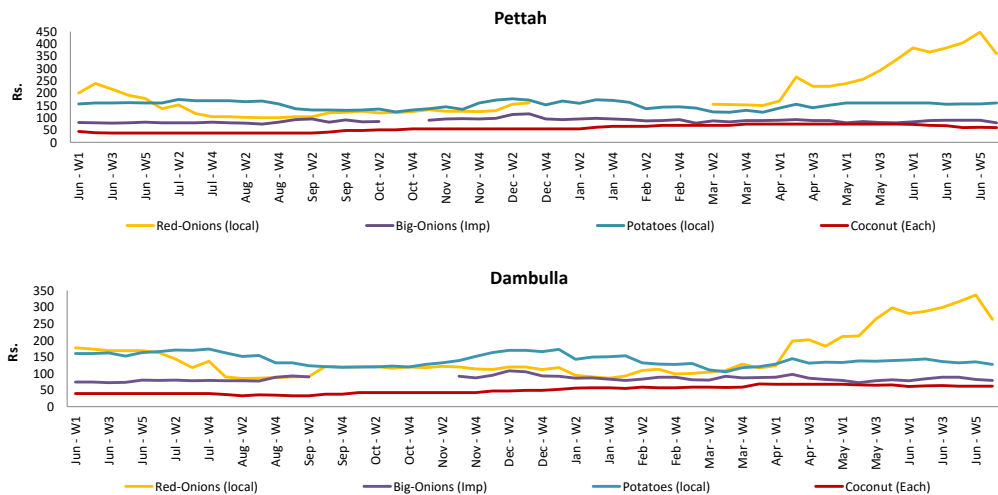 Pettah
450
400
350
300
250
200
150
100
50
0
Rs.
Jun - W1
Jun - W3
Jun - W5
Jul - W2
Jul - W4
Aug - W2
Aug - W4
Sep - W2
Sep - W4
Oct - W2
Oct - W4
Nov - W2
Nov - W4
Dec - W2
Dec - W4
Jan - W2
Jan - W4
Feb - W2
Feb - W4
Mar - W2
Mar - W4
Apr - W1
Apr - W3
May - W1
May - W3
Jun - W1
Jun - W3
Jun - W5
Red-Onions (local) Big-Onions (Imp) Potatoes (local) Coconut (Each)
Dambulla
350
300
250
200
150
100
50
0
Rs.
Jun - W1
Jun - W3
Jun - W5
Jul - W2
Jul - W4
Aug - W2
Aug - W4
Sep - W2
Sep - W4
Oct - W2
Oct - W4
Nov - W2
Nov - W4
Dec - W2
Dec - W4
Jan - W2
Jan - W4
Feb - W2
Feb - W4
Mar - W2
Mar - W4
Apr - W1
Apr - W3
May - W1
May - W3
Jun - W1
Jun - W3
Jun - W5
Red-Onions (local) Big-Onions (Imp) Potatoes (local) Coconut (Each)